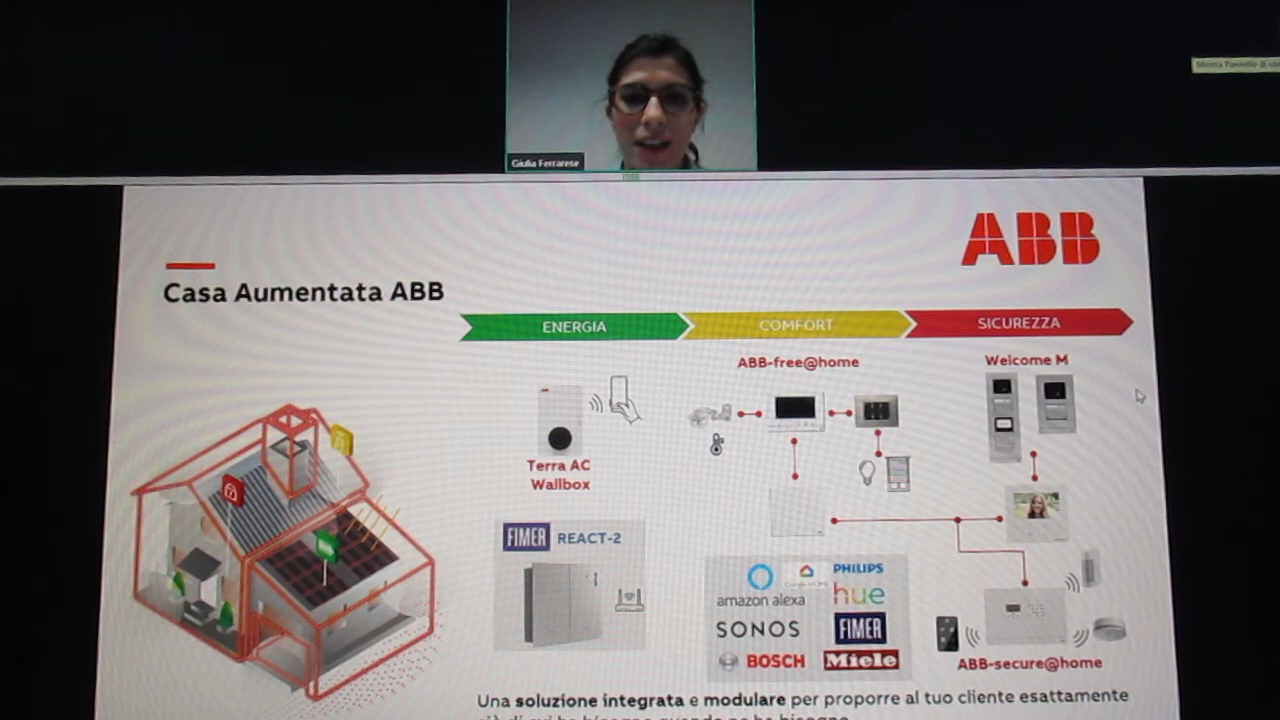 Giulia Ferrarese
ABB
Casa Aumentata ABB
ENERGIA
COMFORT
SICUREZZA
ABB-free@home
Welcome M
Terra AC
Wallbox
FIMER REACT-2
amazon alexa
Google HOME
PHILIPS
hue
SONOS
FIMER
BOSCH
Miele
ABB-secure@home
Una soluzione integrata e modulare per proporre al tuo cliente esattamente